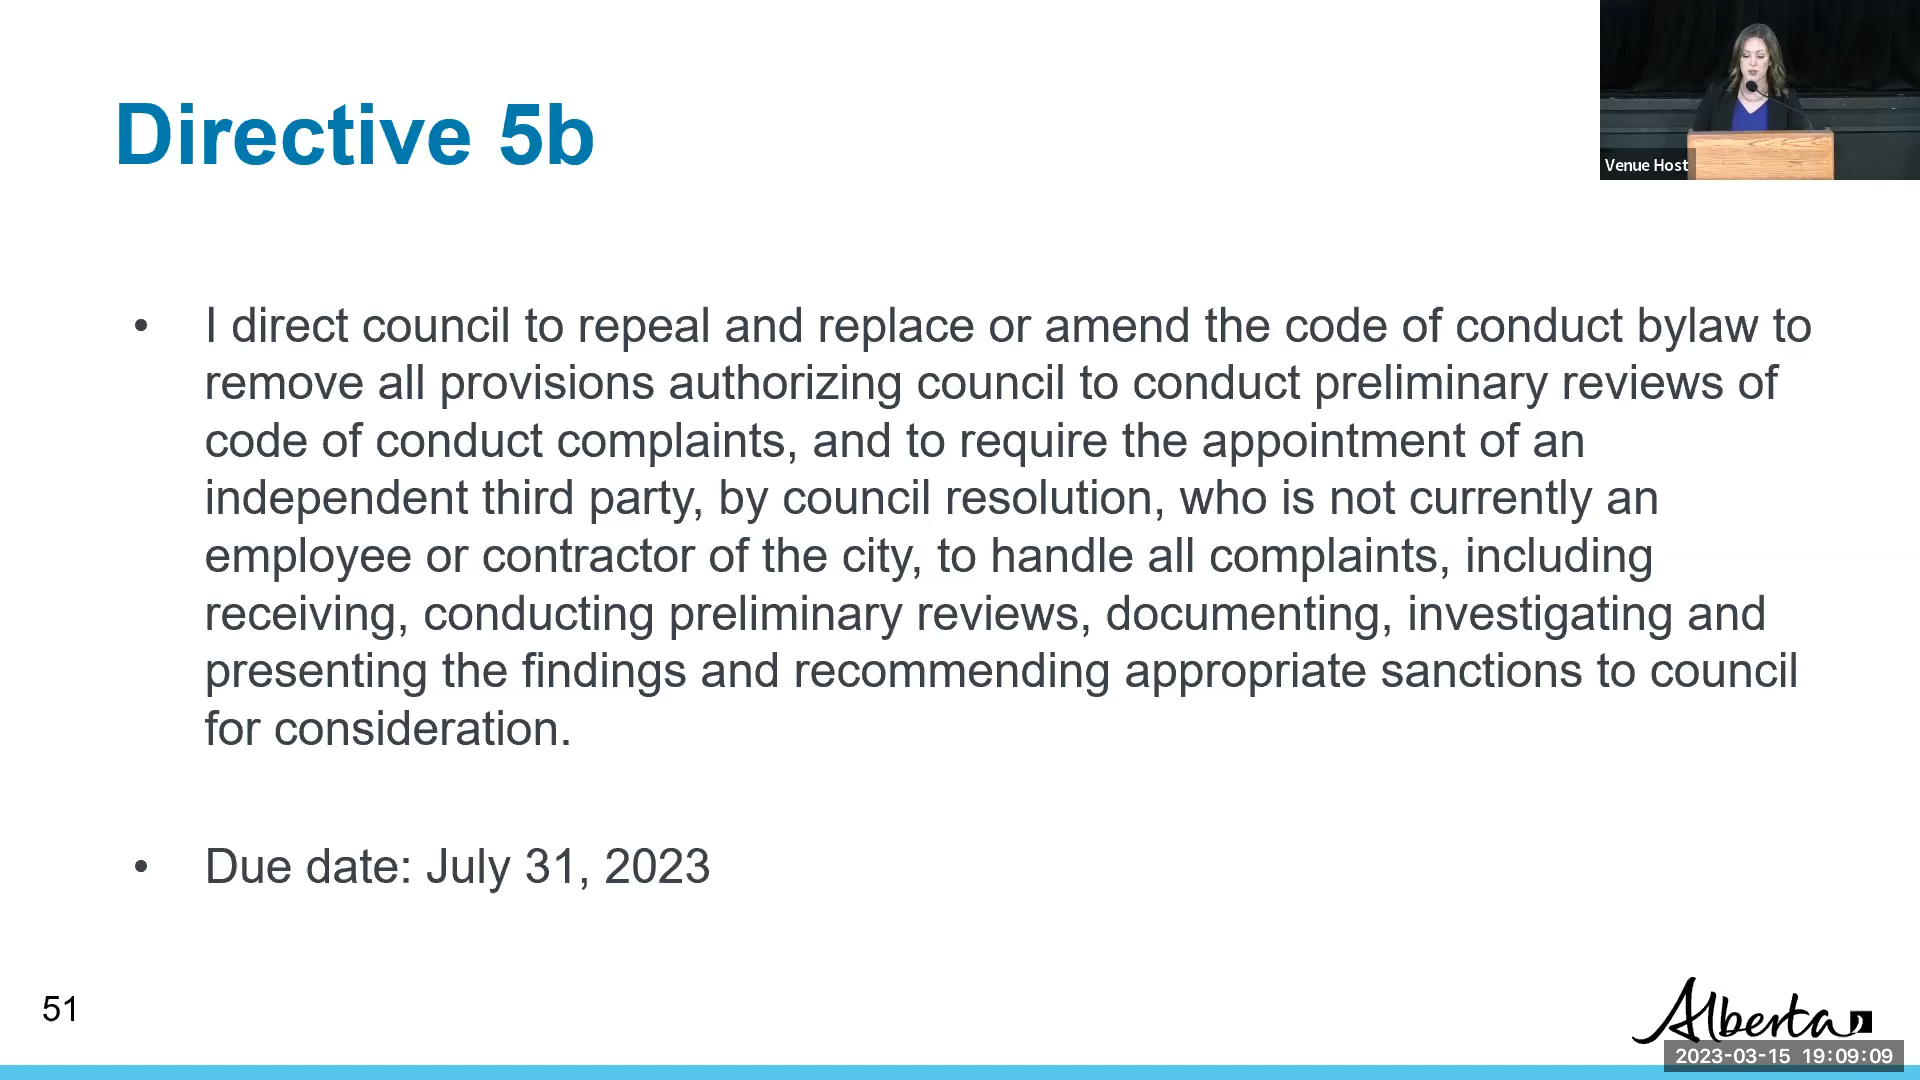 Directive 5b
Venue Host
• I direct council to repeal and replace or amend the code of conduct bylaw to
remove all provisions authorizing council to conduct preliminary reviews of
code of conduct complaints, and to require the appointment of an
independent third party, by council resolution, who is not currently an
employee or contractor of the city, to handle all complaints, including
receiving, conducting preliminary reviews, documenting, investigating and
presenting the findings and recommending appropriate sanctions to council
for consideration.
• Due date: July 31, 2023
51
Alberta
2023-03-15 19:09:09